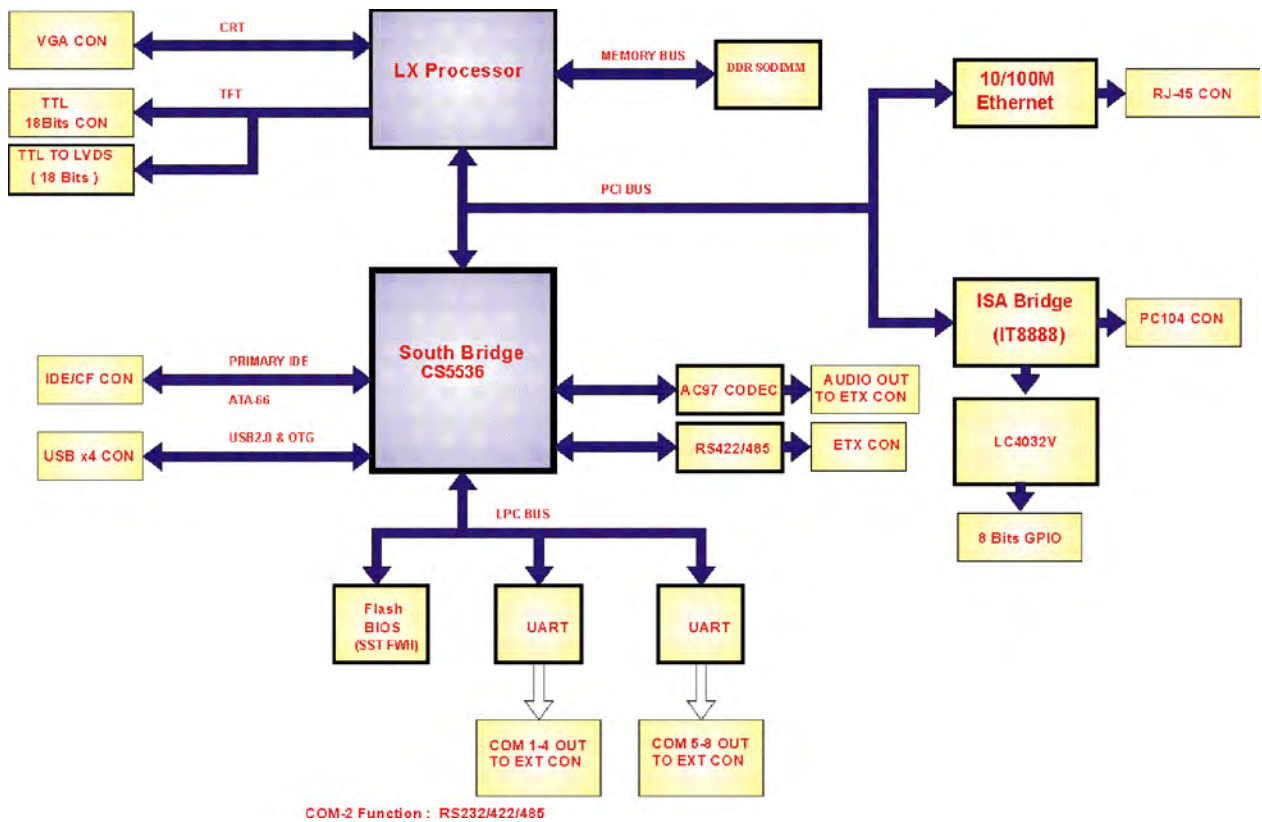 VGA CON
CRT
LX Processor
MEMORY BUS
DDR SODIMM
10/100M
Ethernet
RJ-45 CON
TTL
18Bits CON
TFT
TTL TO LVDS
( 18 Bits )
PCI BUS
ISA Bridge
(IT8888)
PC104 CON
South Bridge
CS5536
IDE/CF CON
PRIMARY IDE
ATA-66
AC97 CODEC
AUDIO OUT
TO ETX CON
USB x4 CON
USB2.0 & OTG
RS422/485
ETX CON
LC4032V
8 Bits GPIO
LPC BUS
Flash
BIOS
(SST FWH)
UART
UART
COM 1-4 OUT
TO EXT CON
COM 5-8 OUT
TO EXT CON
COM-2 Function : RS232/422/485